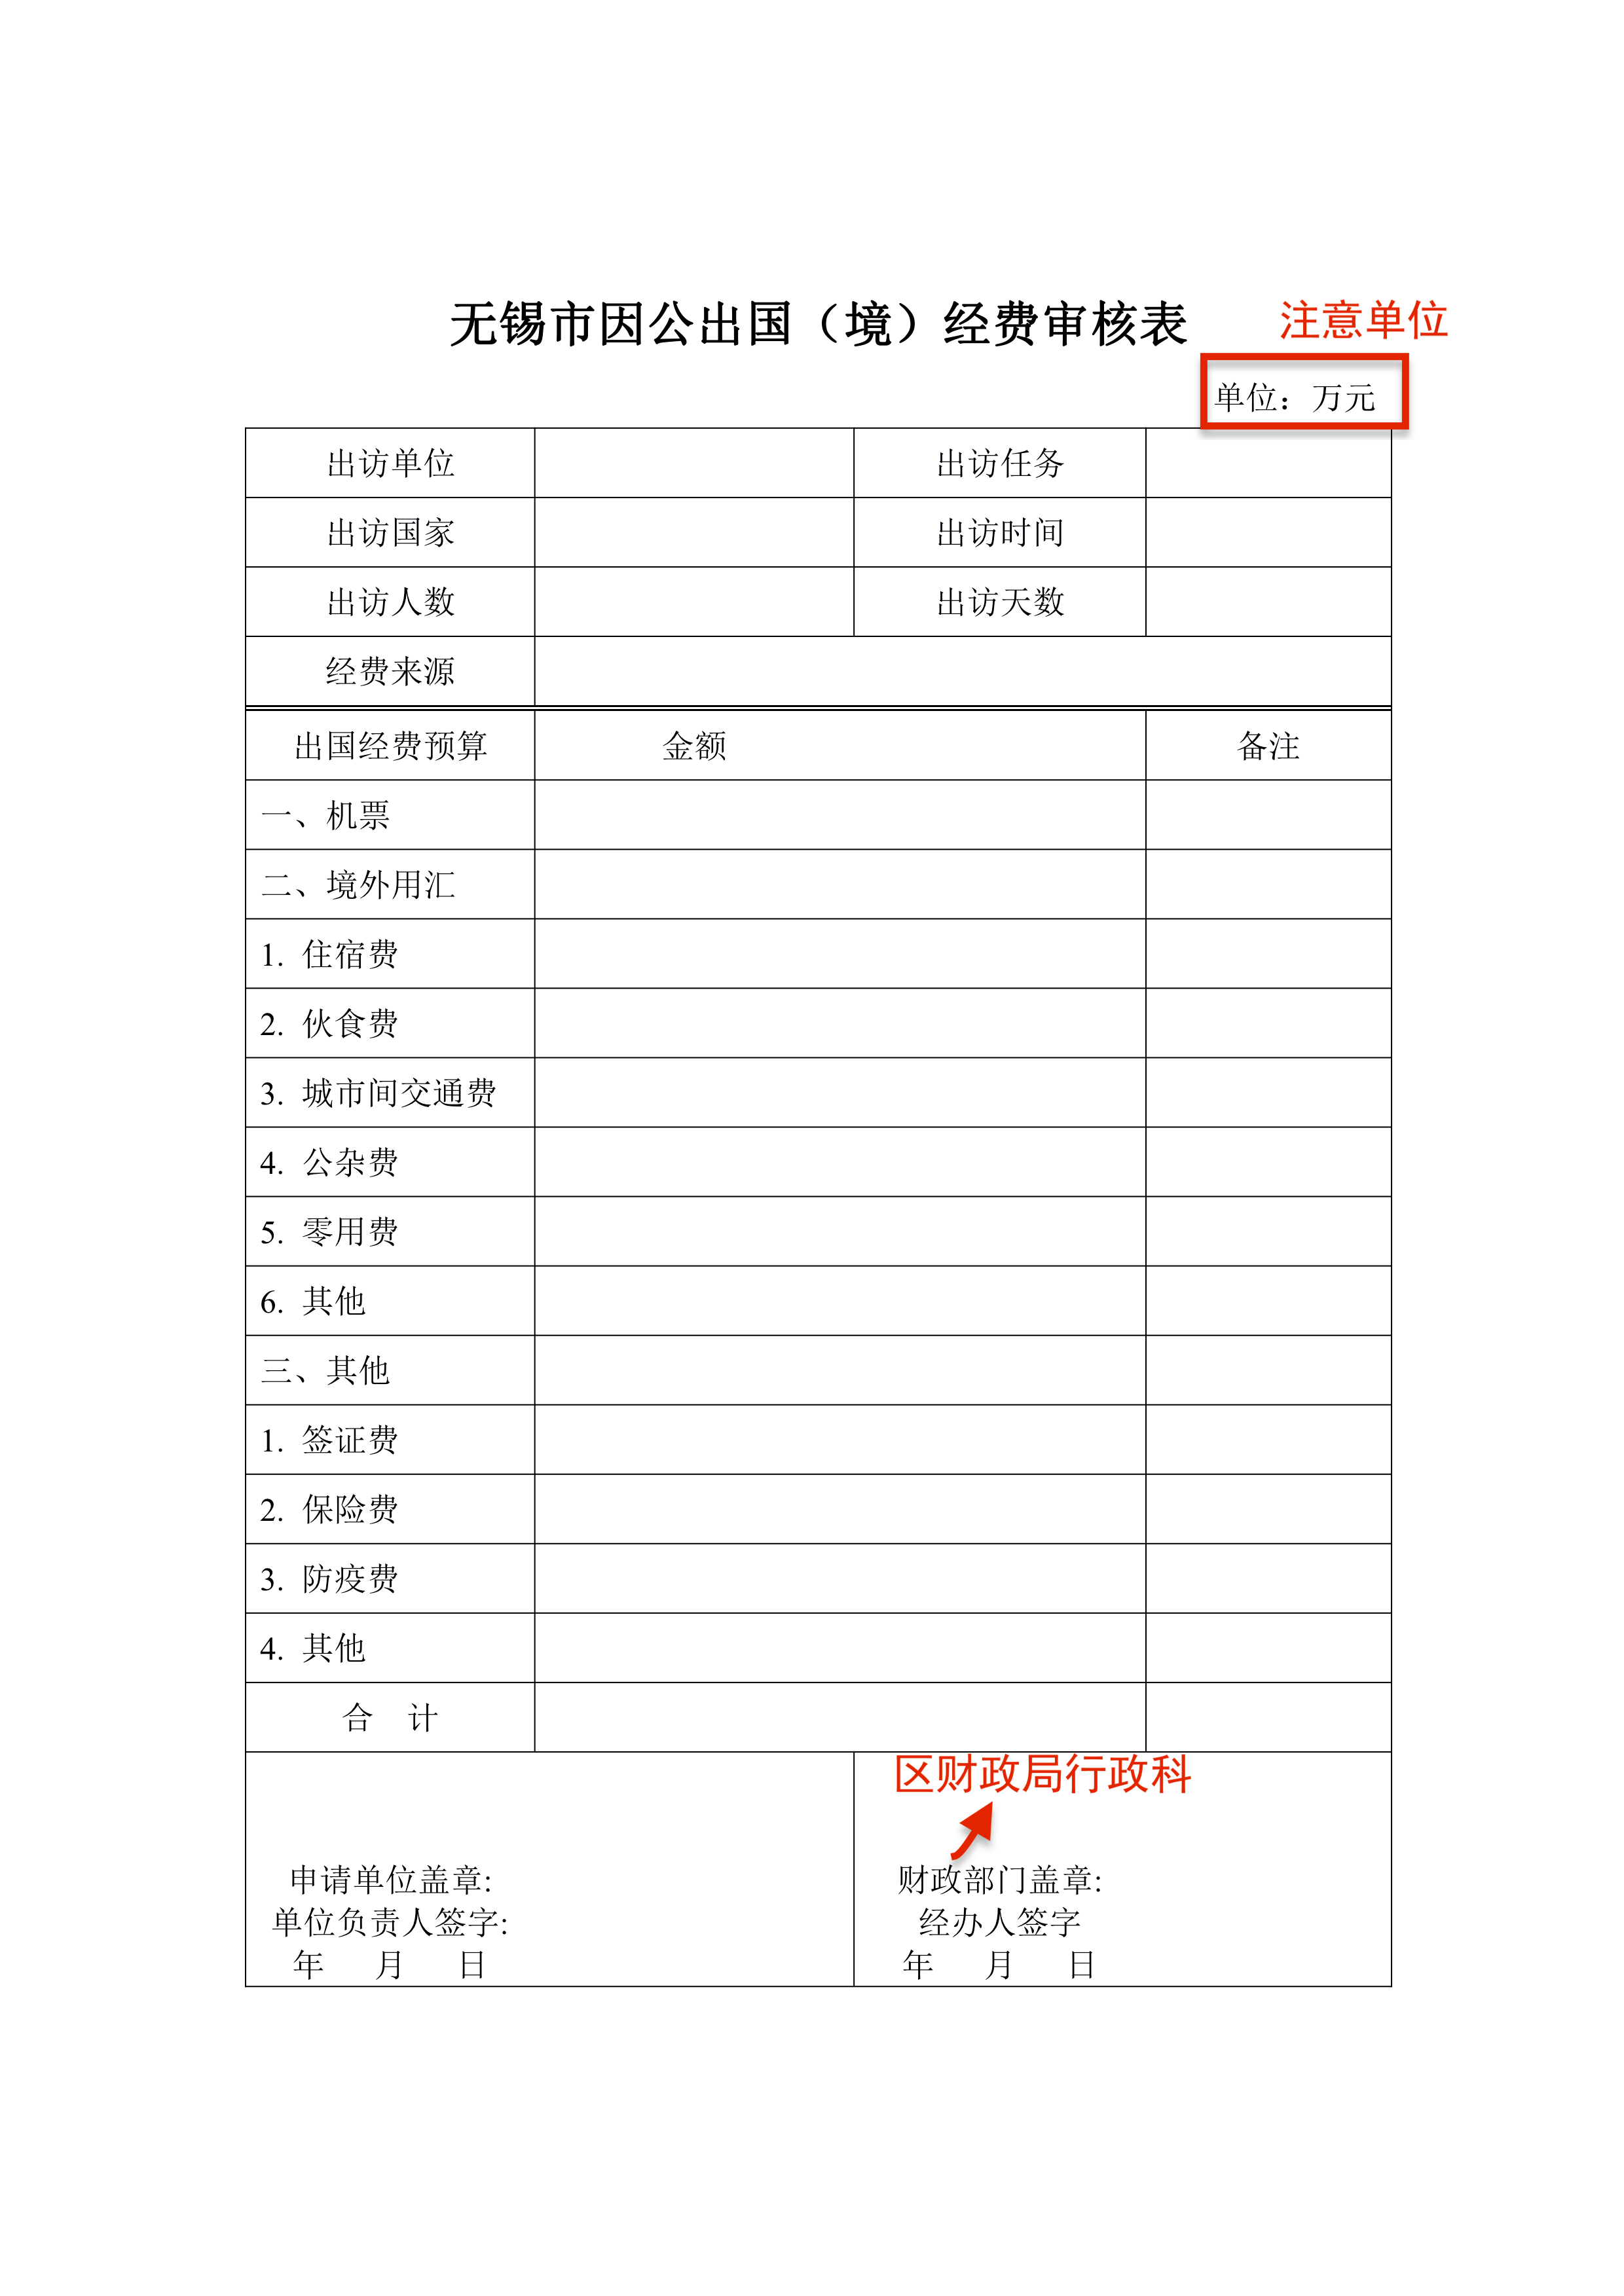 无锡市因公出国（境）经费审核表 注意单位
单位：万元
出访单位 出访任务
出访国家 出访时间
出访人数 出访天数
经费来源
出国经费预算 金额 备注
一、机票
二、境外用汇
1. 住宿费
2. 伙食费
3. 城市间交通费
4. 公杂费
5. 零用费
6. 其他
三、其他
1. 签证费
2. 保险费
3. 防疫费
4. 其他
合 计
区财政局行政科
申请单位盖章: 财政部门盖章:
单位负责人签字: 经办人签字
年 月 日 年 月 日